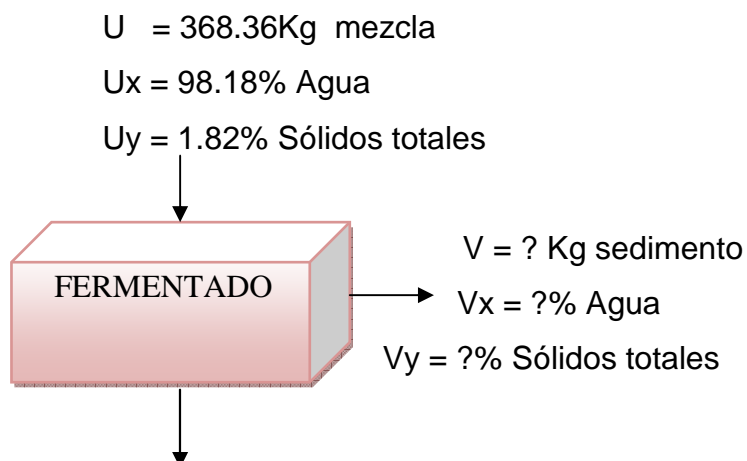 U = 368.36Kg mezcla
Ux = 98.18% Agua
Uy = 1.82% Sólidos totales
FERMENTADO
V = ? Kg sedimento
Vx = ?% Agua
Vy = ?% Sólidos totales